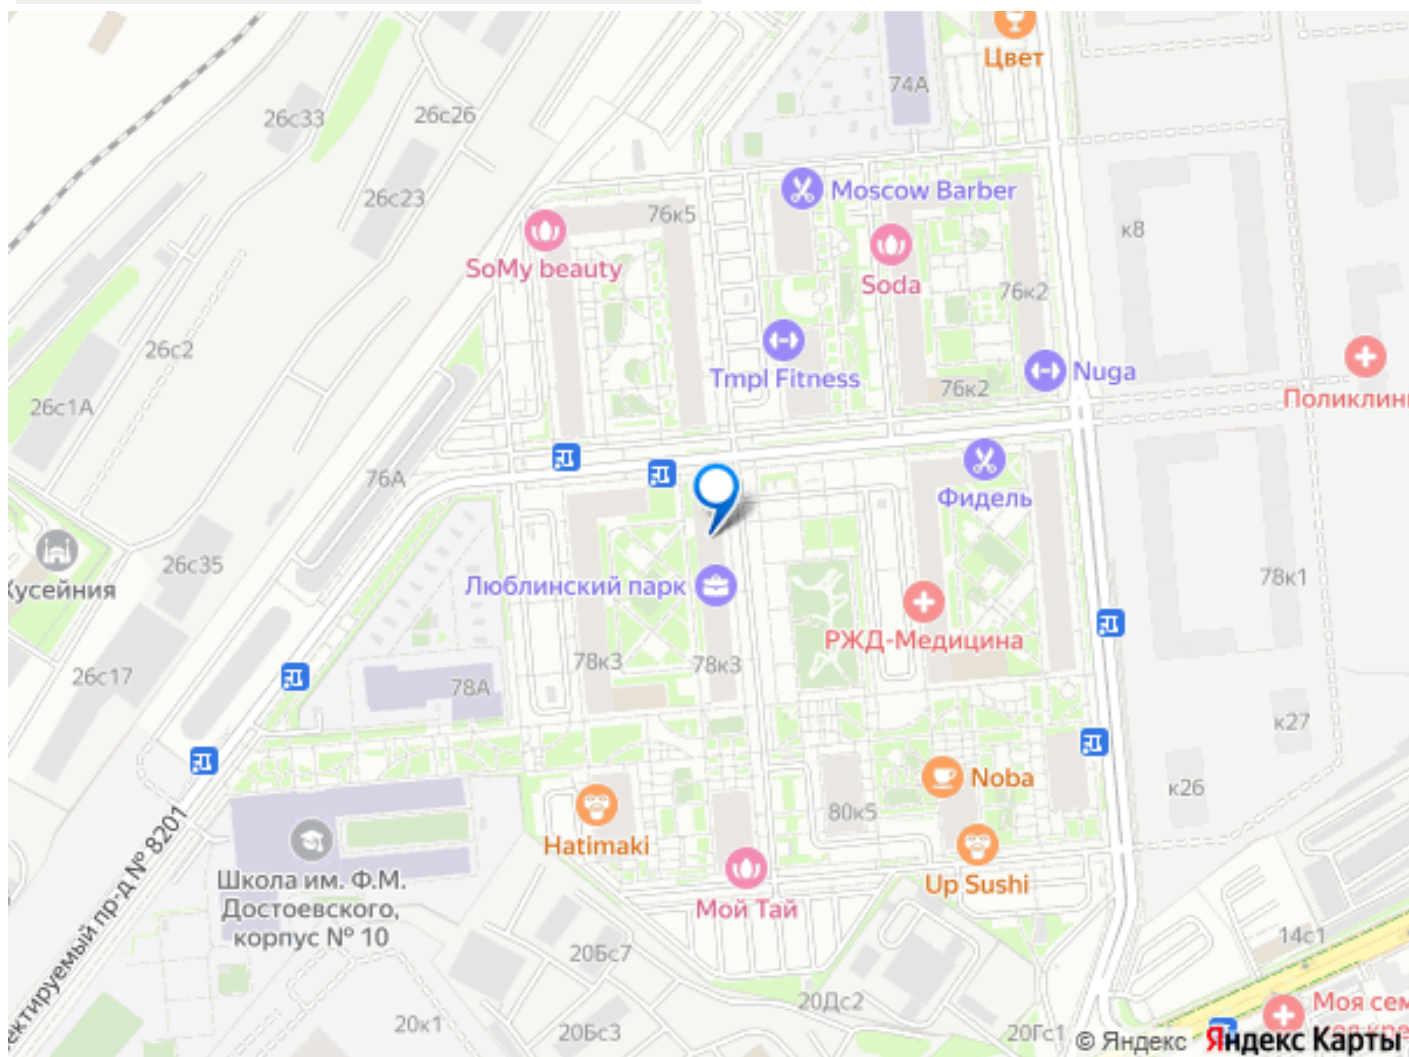 Цвет
74А
26с33
26с26
Moscow Barber
26с23
76к5
к8
SoMy beauty
Soda
76к2
26с2
Tmpl Fitness
Nuga
76к2
26с1А
Поликлин
76А
Фидель
26с35
Люблинский парк
78к1
кусейния
РЖД-Медицина
78к3
78к3
26с17
78А
к27
Noba
к26
80к5
Hatimaki
ектируемый пр-д № 8201
Up Sushi
Школа им. Ф.М.
Достоевского,
корпус № 10
Мой Тай
14с1
20Бс7
20Дс2
Моя сем
20к1
20Бс3
20Гс1
© Яндекс
Яндекс Карты